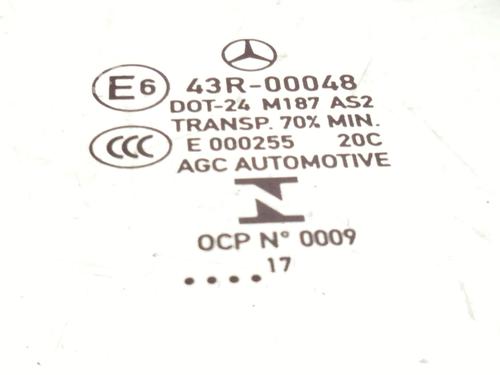 E6 43R-00048
DOT-24 M187 AS2
TRANSP. 70% MIN.
CCC E 000255 20C
AGC AUTOMOTIVE
OCP N° 0009
.... 17